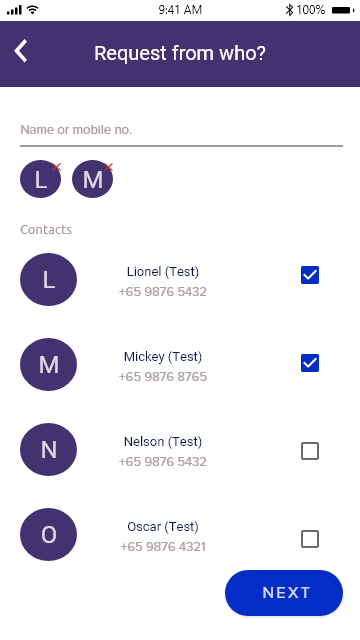 9:41 AM
100%
Request from who?
Name or mobile no.
L
M
Contacts
L
Lionel (Test)
+65 9876 5432
M
Mickey (Test)
+65 9876 8765
N
Nelson (Test)
+65 9876 5432
O
Oscar (Test)
+65 9876 4321
NEXT